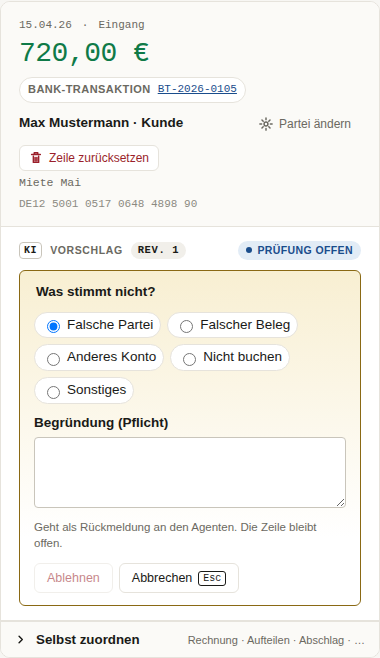 15.04.26 · Eingang
720,00 €
BANK-TRANSAKTION BT-2026-0105
Max Mustermann · Kunde
Partei ändern
Zeile zurücksetzen
Miete Mai
DE12 5001 0517 0648 4898 90
KI VORSCHLAG REV. 1 PRÜFUNG OFFEN
Was stimmt nicht?
Falsche Partei Falscher Beleg
Anderes Konto Nicht buchen
Sonstiges
Begründung (Pflicht)
Geht als Rückmeldung an den Agenten. Die Zeile bleibt
offen.
Ablehnen Abbrechen Esc
Selbst zuordnen Rechnung · Aufteilen · Abschlag · …